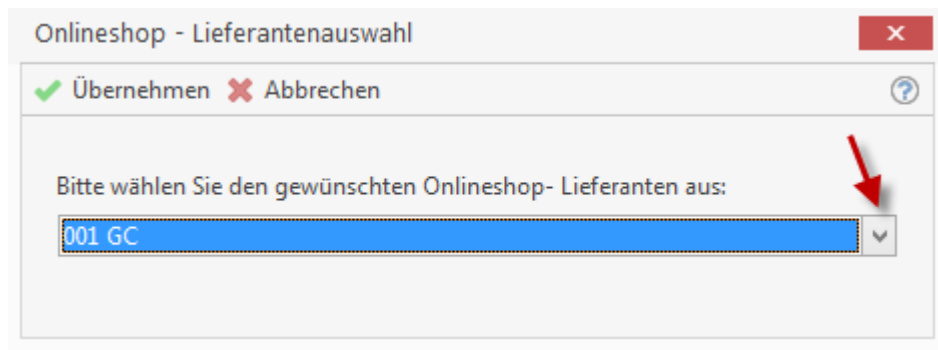 Onlineshop - Lieferantenauswahl
Übernehmen Abbrechen
Bitte wählen Sie den gewünschten Onlineshop- Lieferanten aus:
001 GC